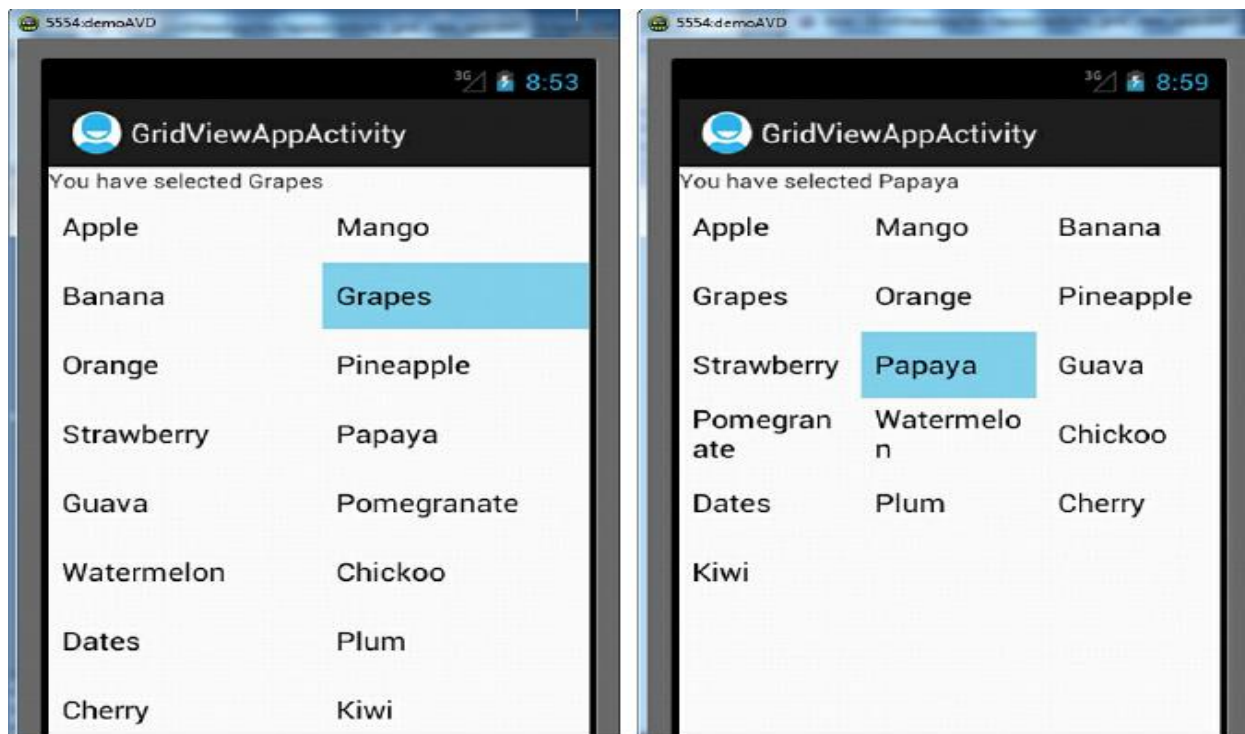 5554:demoAVD
3G 8:53
GridViewAppActivity
You have selected Grapes
Apple Mango
Banana Grapes
Orange Pineapple
Strawberry Papaya
Guava Pomegranate
Watermelon Chickoo
Dates Plum
Cherry Kiwi
5554:demoAVD
3G 8:59
GridViewAppActivity
You have selected Papaya
Apple Mango Banana
Grapes Orange Pineapple
Strawberry Papaya Guava
Pomegran Watermelo Chickoo
ate n
Dates Plum Cherry
Kiwi